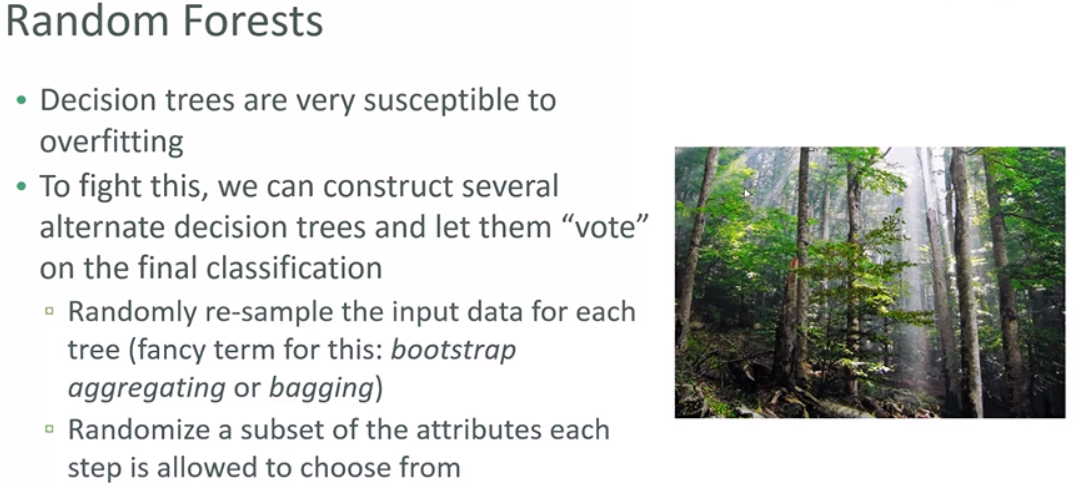 Random Forests
• Decision trees are very susceptible to
overfitting
• To fight this, we can construct several
alternate decision trees and let them “vote”
on the final classification
▫ Randomly re-sample the input data for each
tree (fancy term for this: bootstrap
aggregating or bagging)
▫ Randomize a subset of the attributes each
step is allowed to choose from